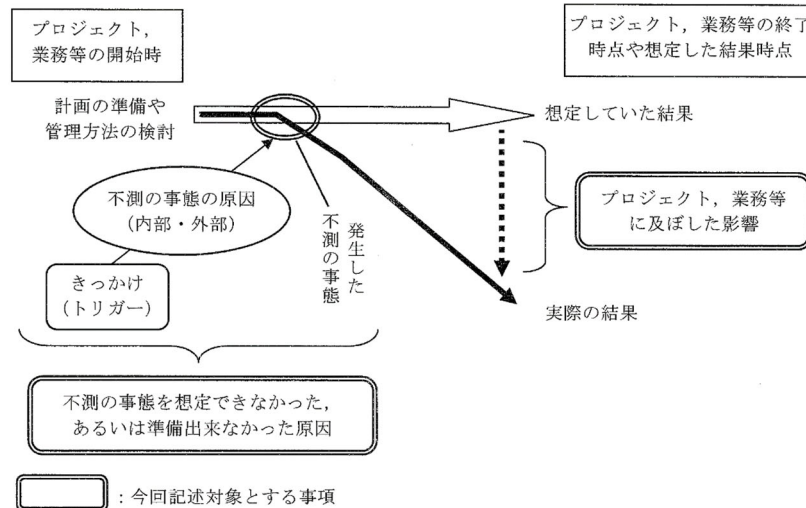 プロジェクト，
業務等の開始時
プロジェクト，業務等の終了
時点や想定した結果時点
計画の準備や
管理方法の検討
想定していた結果
不測の事態の原因
（内部・外部）
発生した
不測の事態
プロジェクト，業務等
に及ぼした影響
きっかけ
（トリガー）
実際の結果
不測の事態を想定できなかった，
あるいは準備出来なかった原因
：今回記述対象とする事項